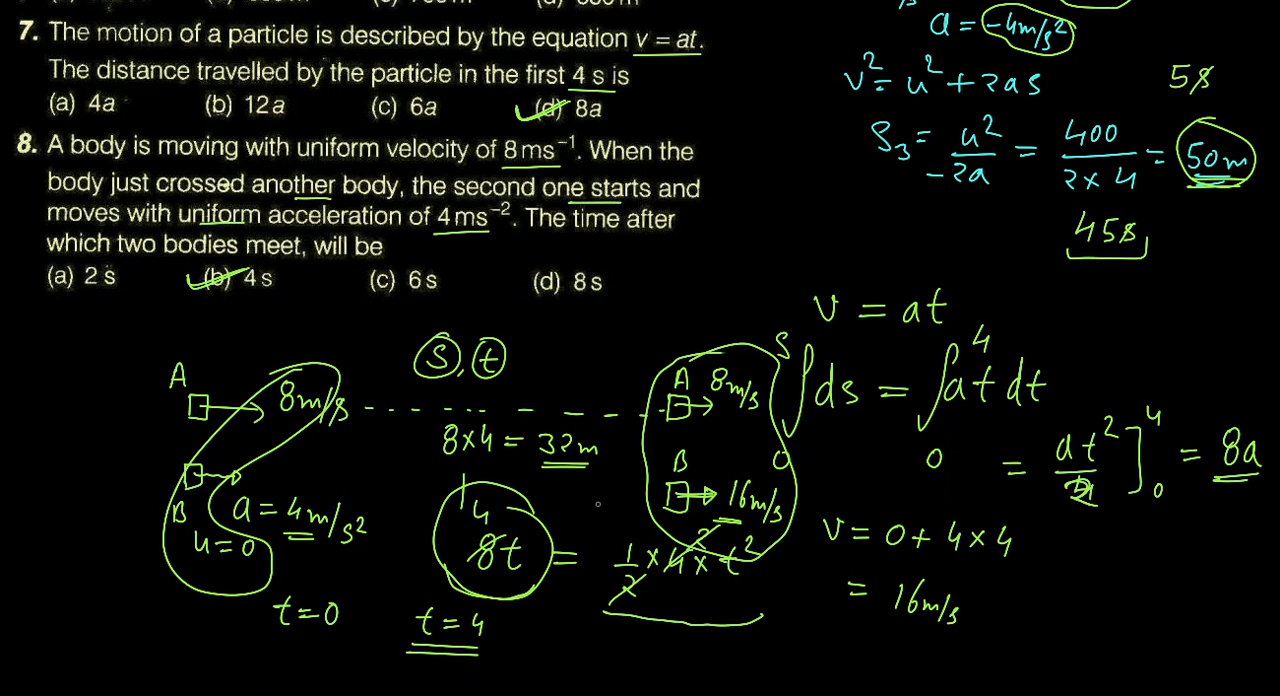 a = -4m/s²
7. The motion of a particle is described by the equation v = at.
The distance travelled by the particle in the first 4 s is
(a) 4a (b) 12a (c) 6a (d) 8a
8. A body is moving with uniform velocity of 8 ms⁻¹. When the
body just crossed another body, the second one starts and
moves with uniform acceleration of 4 ms⁻². The time after
which two bodies meet, will be
(a) 2 s (b) 4 s (c) 6 s (d) 8 s
v² = u² + 2as
5s
S₃ = u²/-2a = 400/2×4 = 50m
45s
v = at
S, t
A 8m/s
A 8m/s
∫₀ˢ ds = ∫₀⁴ at dt
8×4 = 32m
= at²/2]₀⁴ = 8a
B a = 4m/s²
u = 0
B 16m/s
4
8t = 1/2 × 4 × t²
2
v = 0 + 4 × 4
= 16m/s
t = 0
t = 4